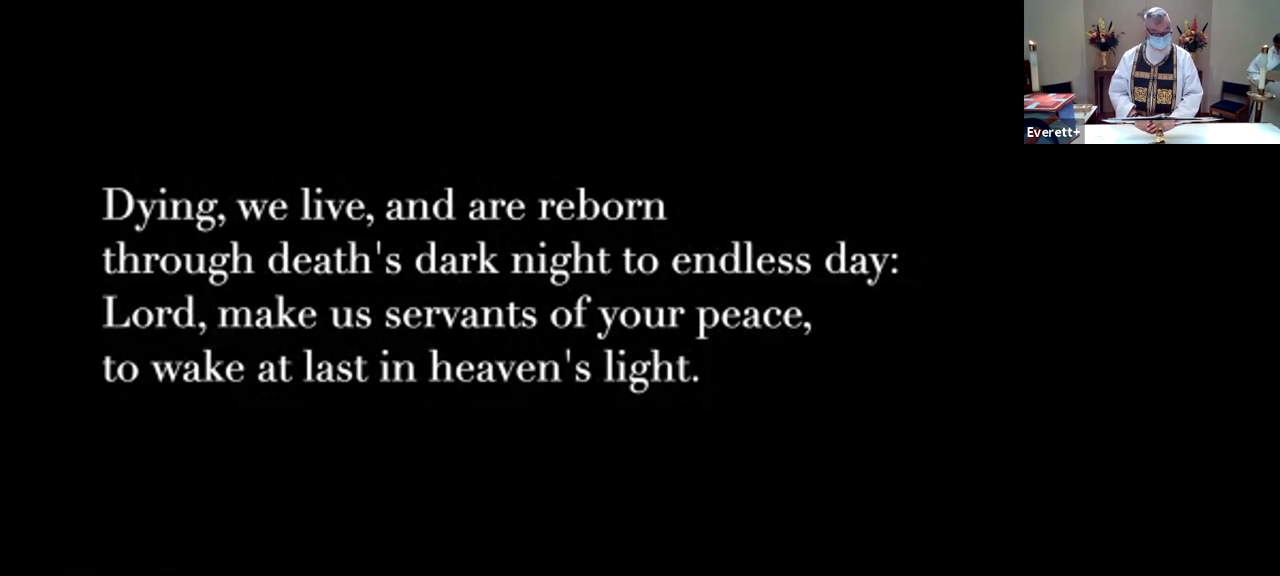 Dying, we live, and are reborn
through death's dark night to endless day:
Lord, make us servants of your peace,
to wake at last in heaven's light.
Everett+